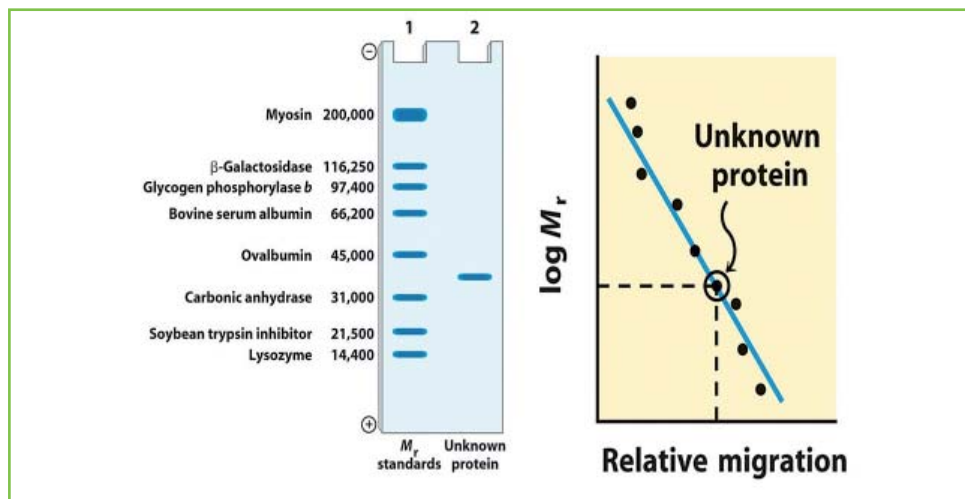 1 2
⊖
Myosin 200,000
β-Galactosidase 116,250
Glycogen phosphorylase b 97,400
Bovine serum albumin 66,200
Ovalbumin 45,000
Carbonic anhydrase 31,000
Soybean trypsin inhibitor 21,500
Lysozyme 14,400
⊕
Mr Unknown
standards protein
Unknown
protein
log Mr
Relative migration